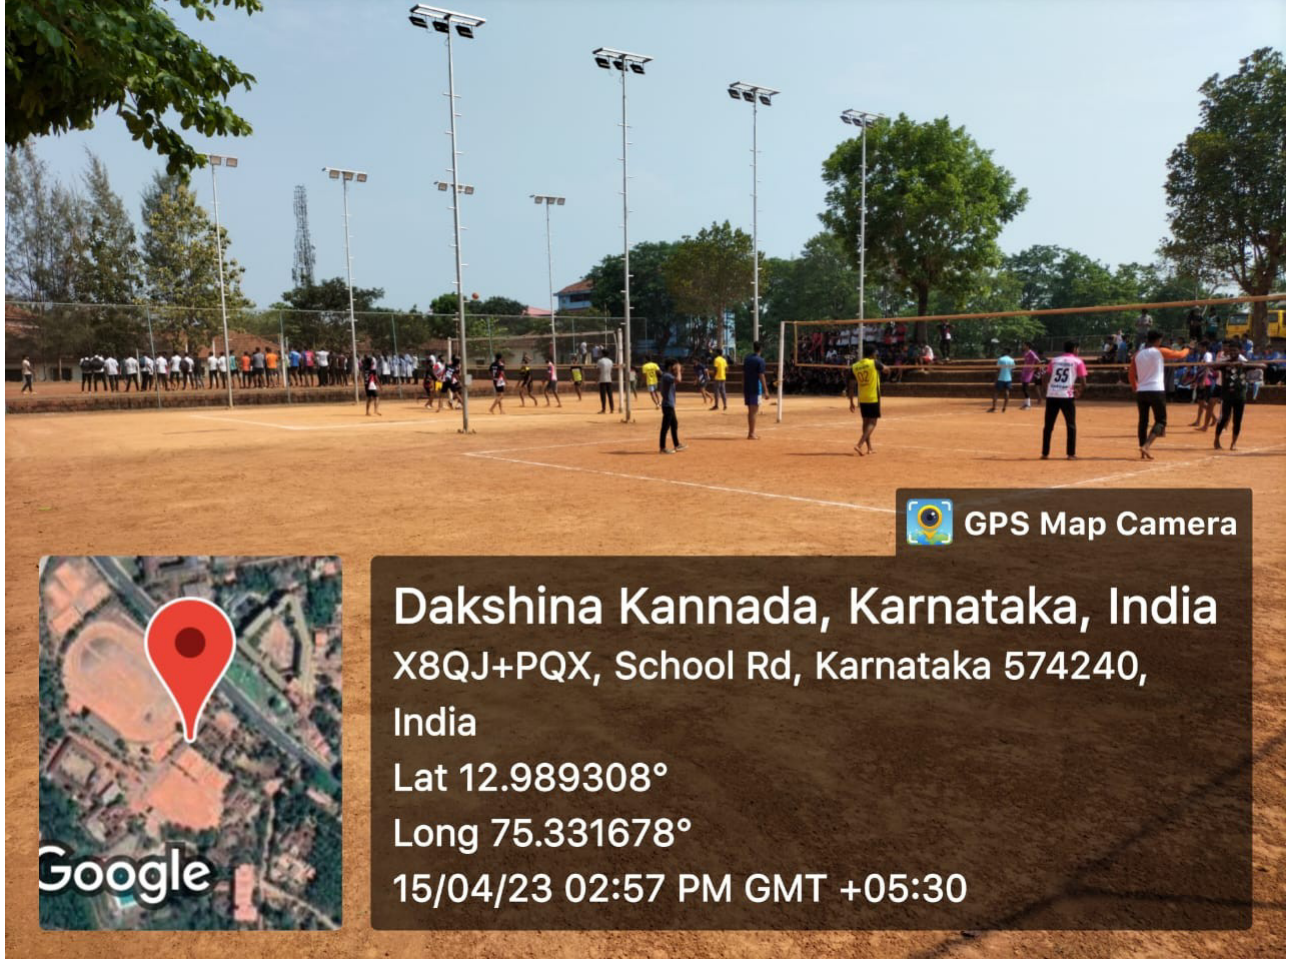 55
02
GPS Map Camera
Dakshina Kannada, Karnataka, India
X8QJ+PQX, School Rd, Karnataka 574240,
India
Lat 12.989308°
Long 75.331678°
15/04/23 02:57 PM GMT +05:30
Google